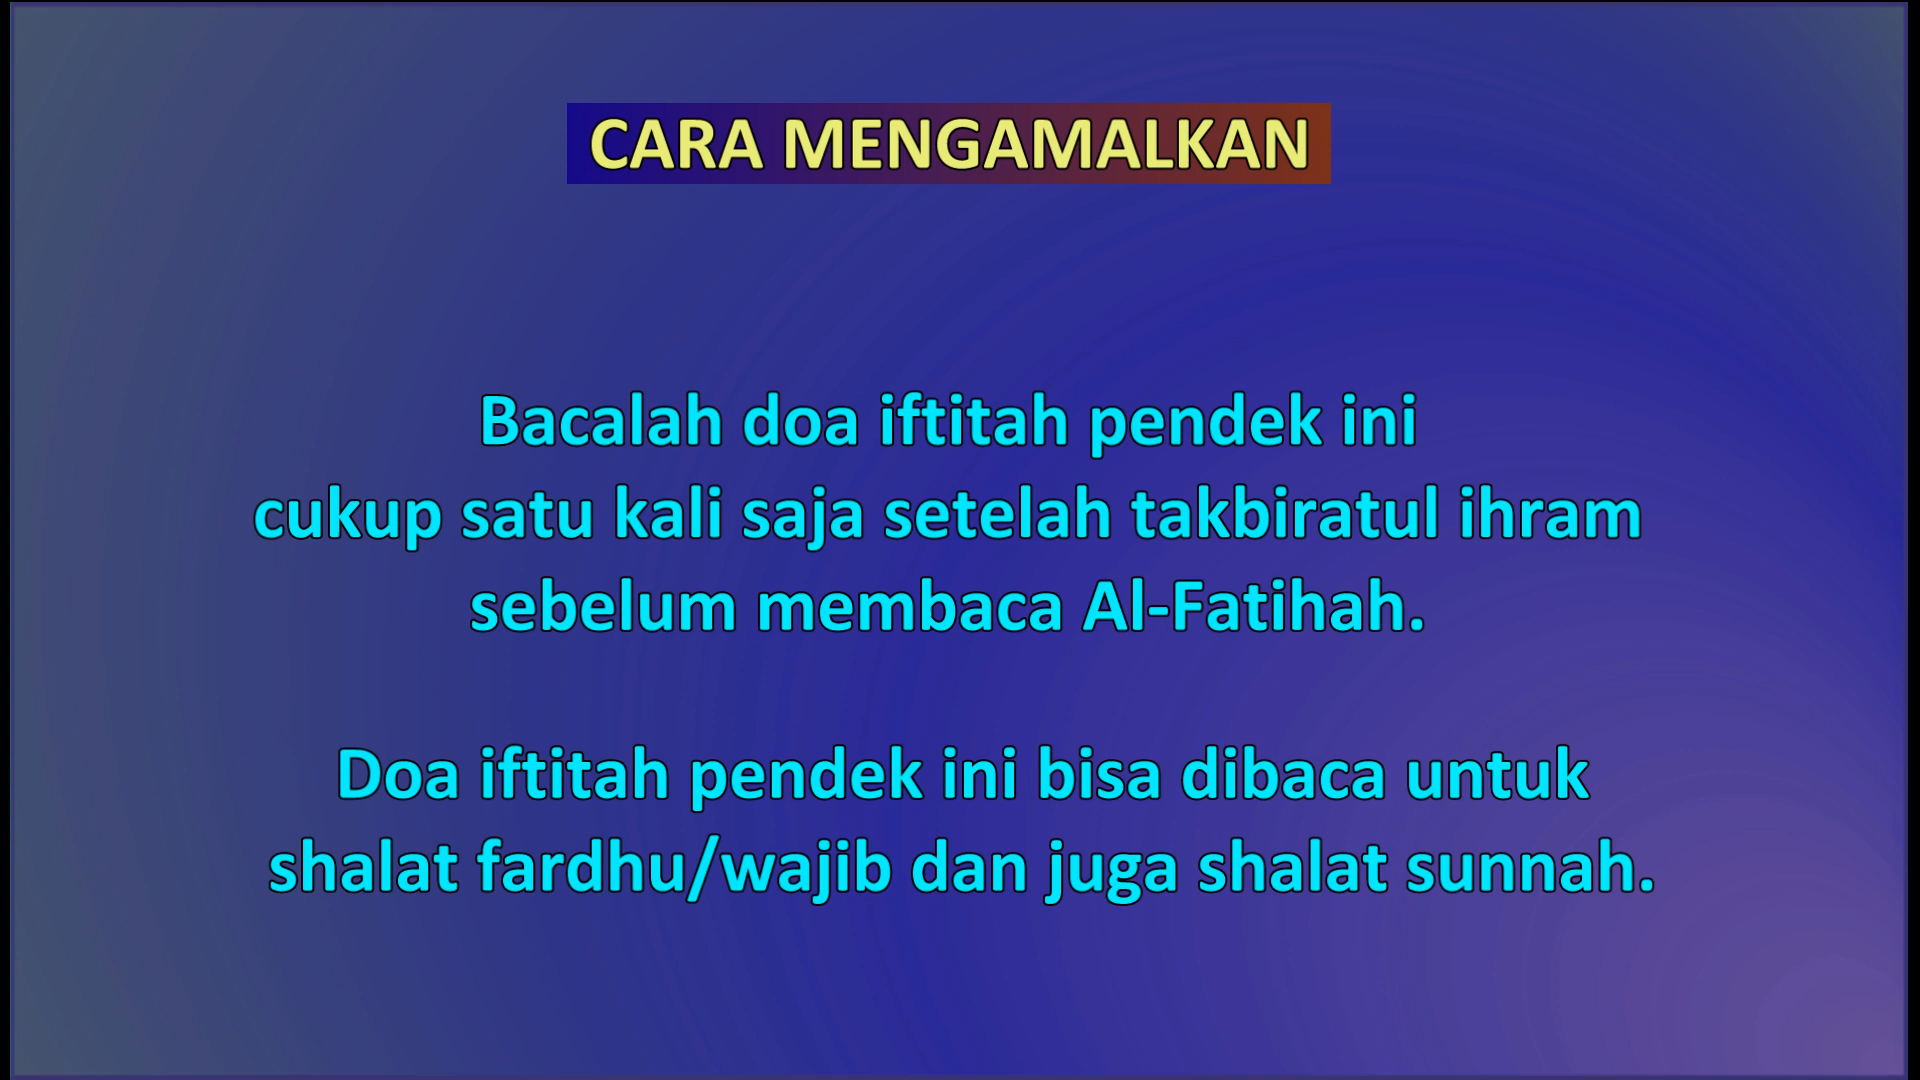 CARA MENGAMALKAN
Bacalah doa iftitah pendek ini
cukup satu kali saja setelah takbiratul ihram
sebelum membaca Al-Fatihah.
Doa iftitah pendek ini bisa dibaca untuk
shalat fardhu/wajib dan juga shalat sunnah.